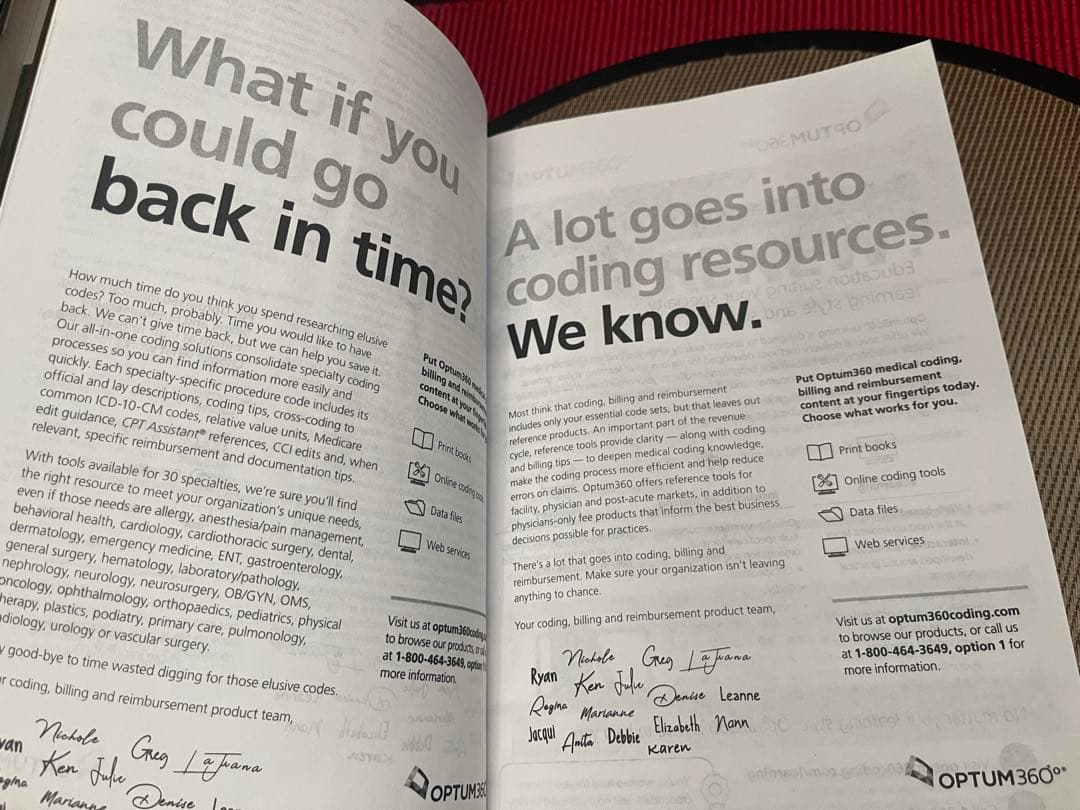 What if you
could go
back in time?
How much time do you think you spend researching elusive
codes? Too much, probably. Time you would like to have
back. We can't give time back, but we can help you save it.
Our all-in-one coding solutions consolidate specialty coding
processes so you can find information more easily and
quickly. Each specialty-specific procedure code includes its
official and lay descriptions, coding tips, cross-coding to
common ICD-10-CM codes, relative value units, Medicare
edit guidance, CPT Assistant® references, CCI edits and, when
relevant, specific reimbursement and documentation tips.
With tools available for 30 specialties, we're sure you'll find
the right resource to meet your organization's unique needs,
even if those needs are allergy, anesthesia/pain management,
behavioral health, cardiology, cardiothoracic surgery, dental,
dermatology, emergency medicine, ENT, gastroenterology,
general surgery, hematology, laboratory/pathology,
nephrology, neurology, neurosurgery, OB/GYN, OMS,
oncology, ophthalmology, orthopaedics, pediatrics, physical
therapy, plastics, podiatry, primary care, pulmonology,
radiology, urology or vascular surgery.
good-bye to time wasted digging for those elusive codes.
coding, billing and reimbursement product team,
Nichole Greg LaJuana
Ken Julie
Marianne Denise
Put Optum360
billing and
content at your
Choose what works
Print books
Online coding
Data files
Web services
Visit us at
to browse our products,
at 1-800-464-3649, option 1
more information.
OPTUM360
A lot goes into
coding resources.
We know.
Most think that coding, billing and reimbursement
includes only your essential code sets, but that leaves out
reference products. An important part of the revenue
cycle, reference tools provide clarity — along with coding
and billing tips — to deepen medical coding knowledge,
make the coding process more efficient and help reduce
errors on claims. Optum360 offers reference tools for
facility, physician and post-acute markets, in addition to
physicians-only fee products that inform the best business
decisions possible for practices.
There's a lot that goes into coding, billing and
reimbursement. Make sure your organization isn't leaving
anything to chance.
Your coding, billing and reimbursement product team,
Ryan Nichole Greg LaJuana
Regina Ken Julie Denise Leanne
Jacqui Marianne Elizabeth Nann
Anita Debbie Karen
Put Optum360 medical coding,
billing and reimbursement
content at your fingertips today.
Choose what works for you.
Print books
Online coding tools
Data files
Web services
Visit us at optum360coding.com
to browse our products, or call us
at 1-800-464-3649, option 1 for
more information.
OPTUM360°®